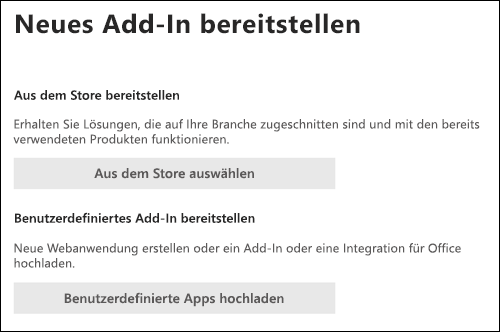 Neues Add-In bereitstellen
Aus dem Store bereitstellen
Erhalten Sie Lösungen, die auf Ihre Branche zugeschnitten sind und mit den bereits
verwendeten Produkten funktionieren.
Aus dem Store auswählen
Benutzerdefiniertes Add-In bereitstellen
Neue Webanwendung erstellen oder ein Add-In oder eine Integration für Office
hochladen.
Benutzerdefinierte Apps hochladen